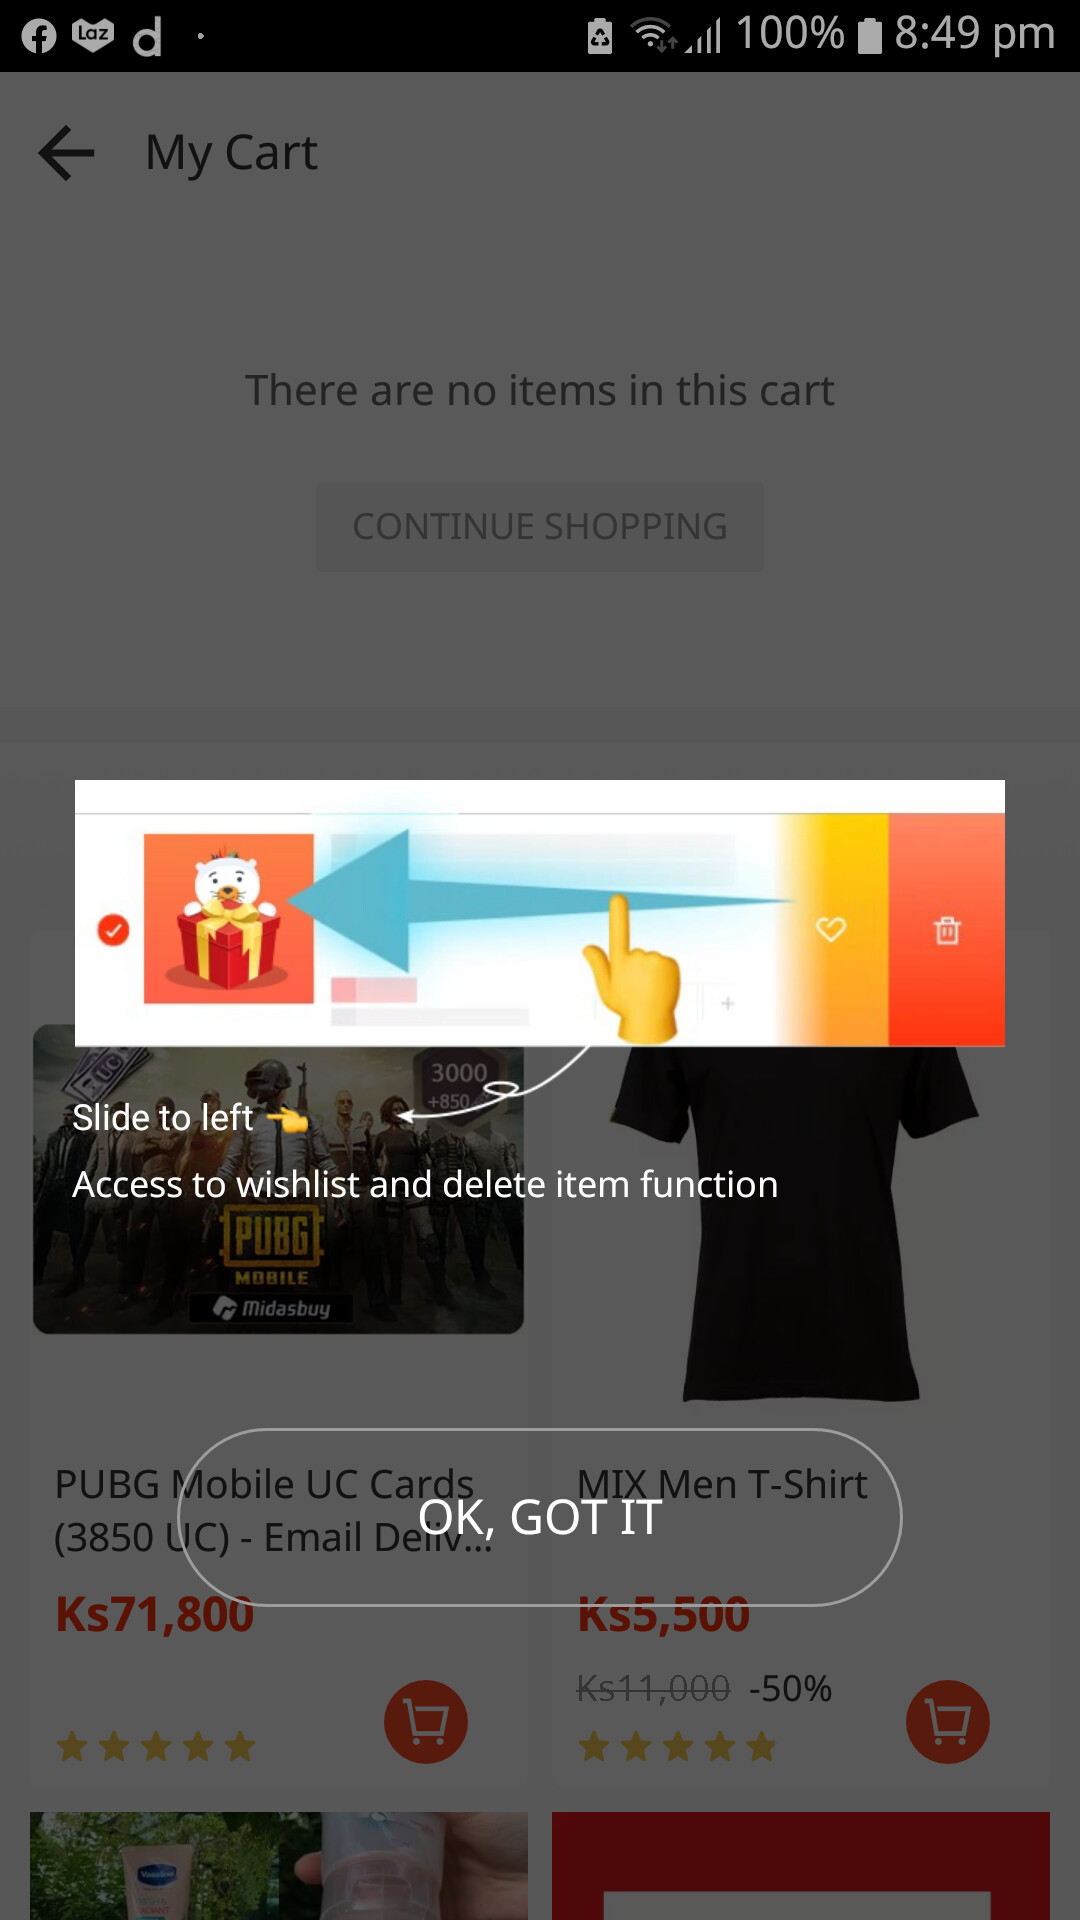 Laz
100%
8:49 pm
My Cart
There are no items in this cart
CONTINUE SHOPPING
UC
3000
+850
Slide to left
Access to wishlist and delete item function
PUBG
MOBILE
Midasbuy
PUBG Mobile UC Cards
(3850 UC) - Email Deliv...
MIX Men T-Shirt
OK, GOT IT
Ks71,800
Ks5,500
Ks11,000 -50%
Vaseline